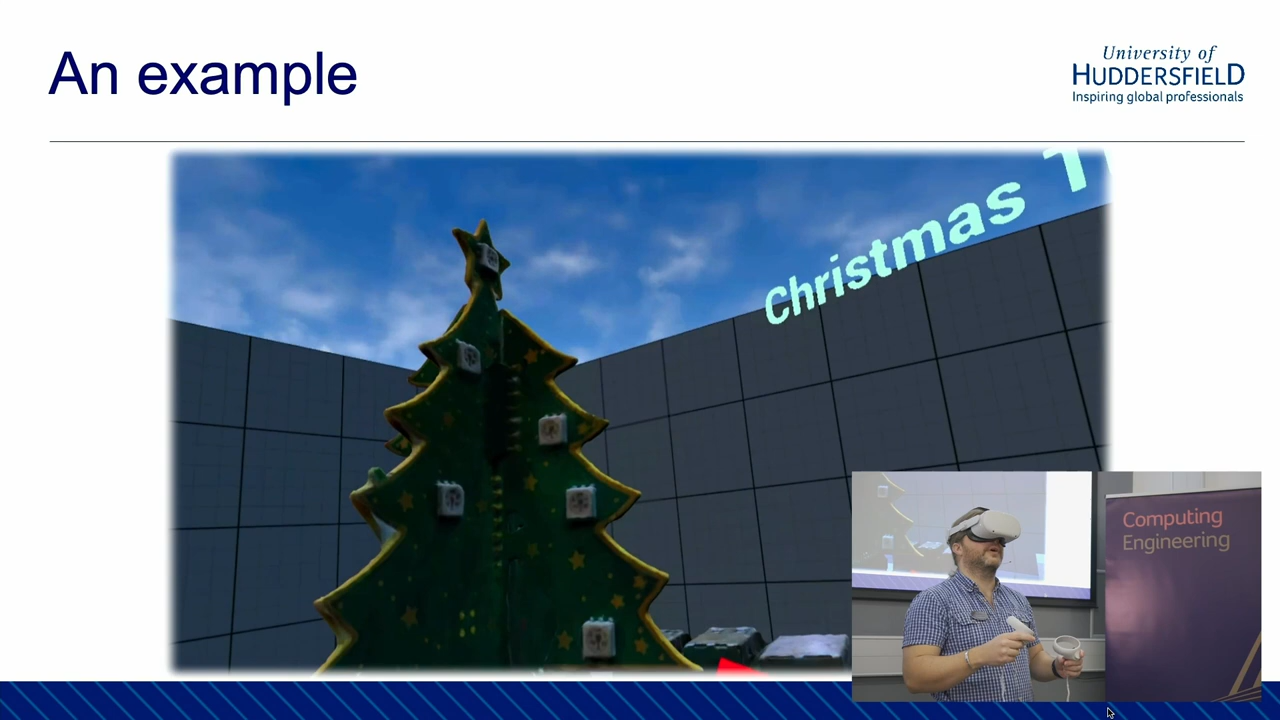 An example
University of
HUDDERSFIELD
Inspiring global professionals
Christmas
Computing
Engineering